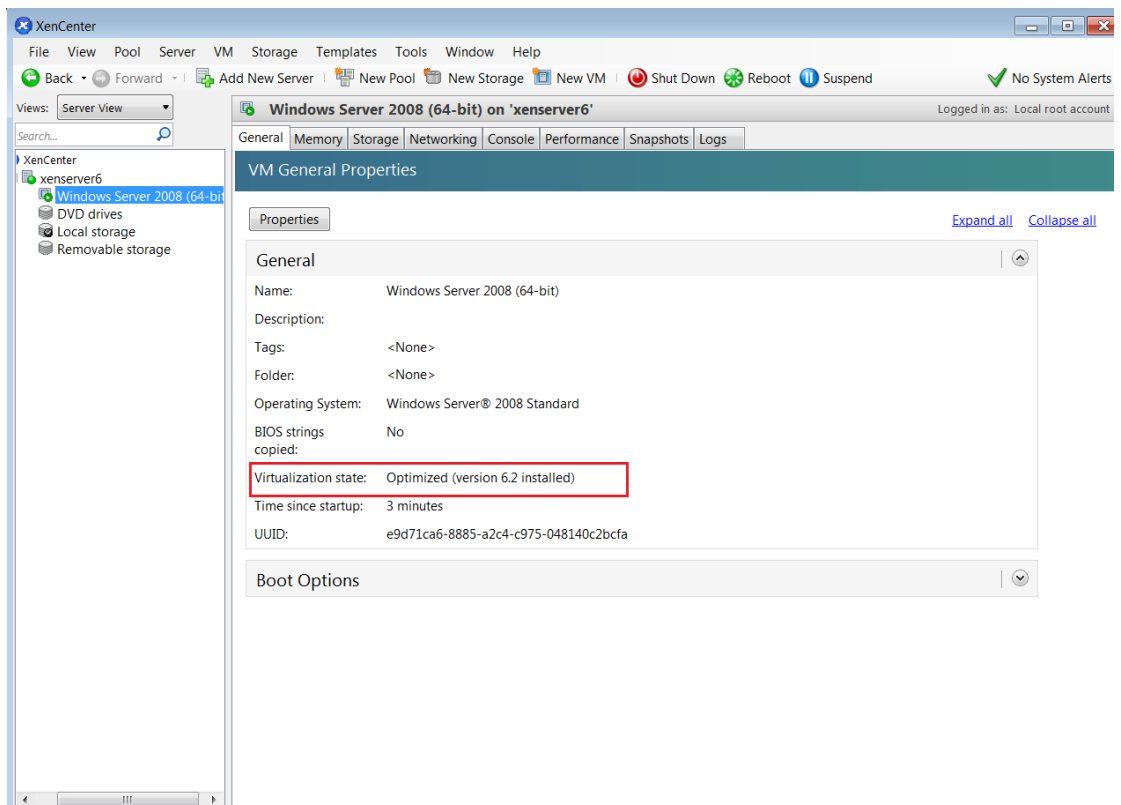 XenCenter
File View Pool Server VM Storage Templates Tools Window Help
Back Forward Add New Server New Pool New Storage New VM Shut Down Reboot Suspend No System Alerts
Views: Server View
Windows Server 2008 (64-bit) on 'xenserver6' Logged in as: Local root account
Search...
General Memory Storage Networking Console Performance Snapshots Logs
XenCenter
xenserver6
Windows Server 2008 (64-bit
DVD drives
Local storage
Removable storage
VM General Properties
Properties Expand all Collapse all
General
Name: Windows Server 2008 (64-bit)
Description:
Tags: <None>
Folder: <None>
Operating System: Windows Server® 2008 Standard
BIOS strings No
copied:
Virtualization state: Optimized (version 6.2 installed)
Time since startup: 3 minutes
UUID: e9d71ca6-8885-a2c4-c975-048140c2bcfa
Boot Options